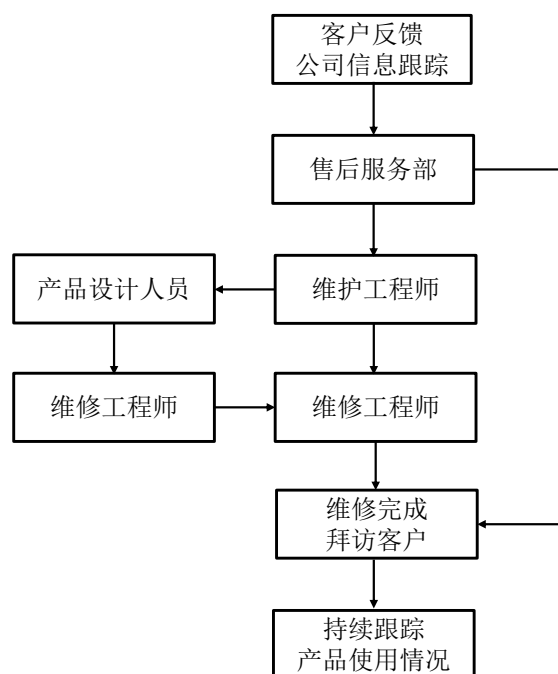 客户反馈
公司信息跟踪
售后服务部
产品设计人员
维护工程师
维修工程师
维修工程师
维修完成
拜访客户
持续跟踪
产品使用情况